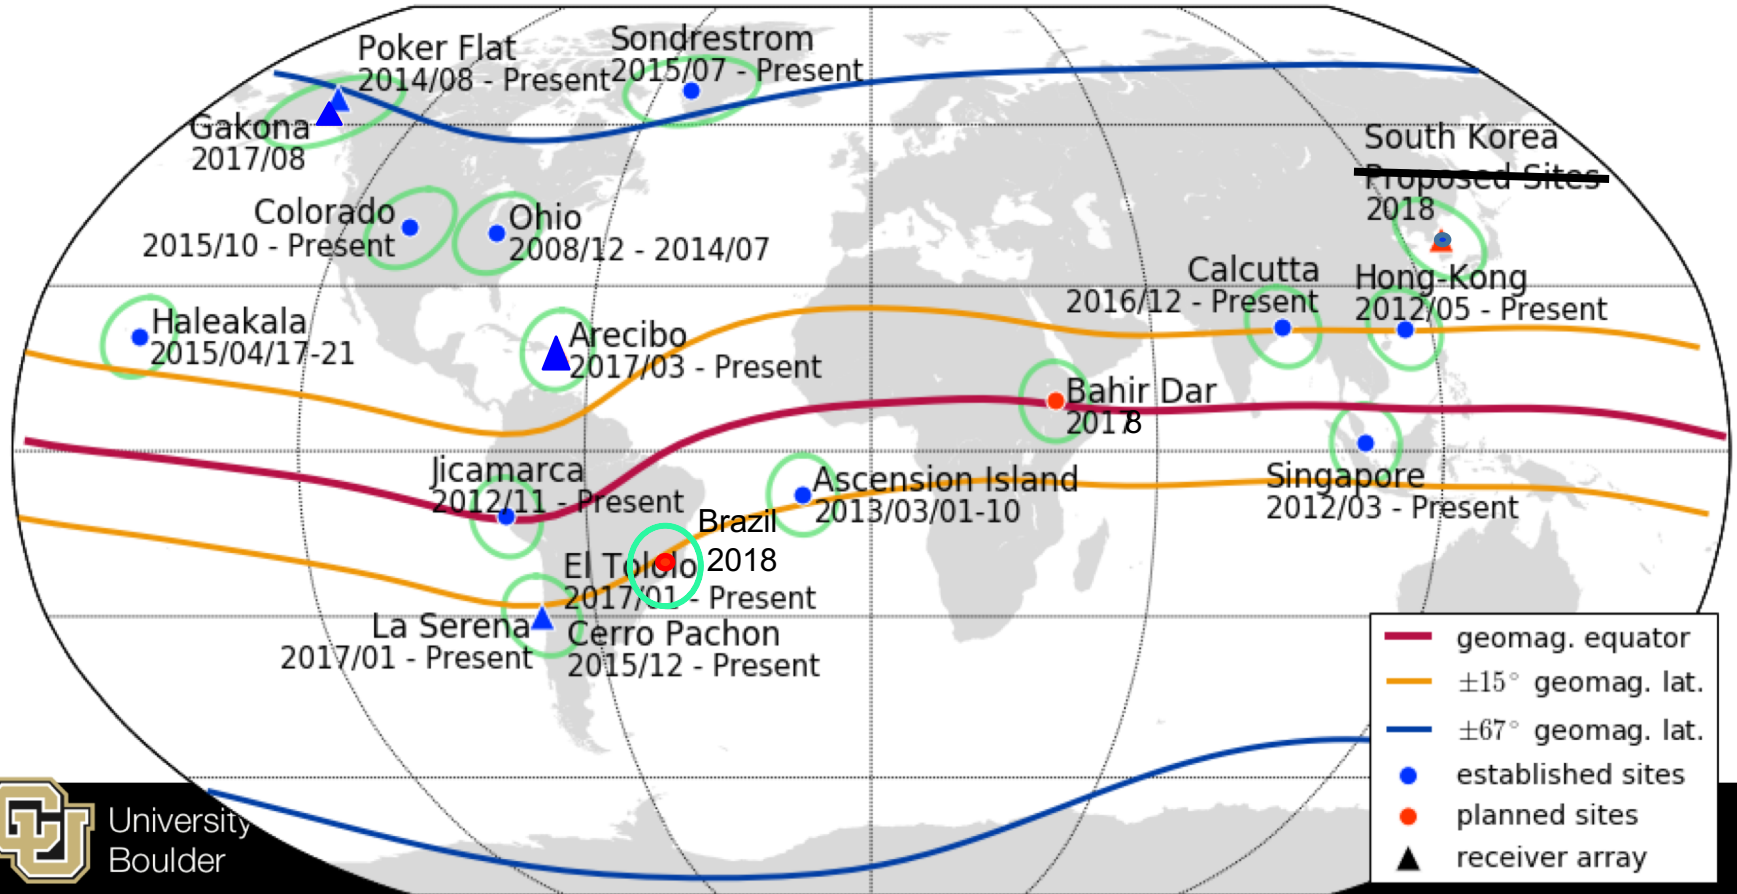 Poker Flat
2014/08 - Present
Sondrestrom
2015/07 - Present
Gakona
2017/08
South Korea
Proposed Sites
2018
Colorado
2015/10 - Present
Ohio
2008/12 - 2014/07
Calcutta
2016/12 - Present
Hong-Kong
2012/05 - Present
Haleakala
2015/04/17-21
Arecibo
2017/03 - Present
Bahir Dar
20178
Jicamarca
2012/11 - Present
Ascension Island
2013/03/01-10
Singapore
2012/03 - Present
Brazil
2018
El Tololo
2017/01 - Present
La Serena
2017/01 - Present
Cerro Pachon
2015/12 - Present
geomag. equator
±15° geomag. lat.
±67° geomag. lat.
established sites
planned sites
receiver array
CU
University
Boulder